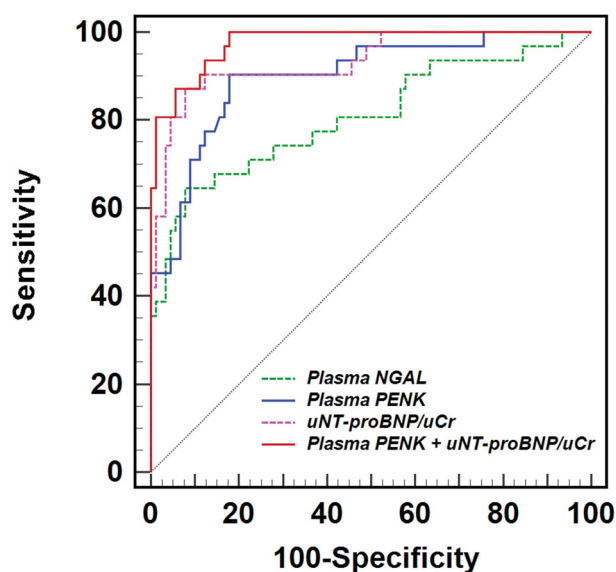 100
80
60
40
20
0
Sensitivity
Plasma NGAL
Plasma PENK
uNT-proBNP/uCr
Plasma PENK + uNT-proBNP/uCr
0 20 40 60 80 100
100-Specificity